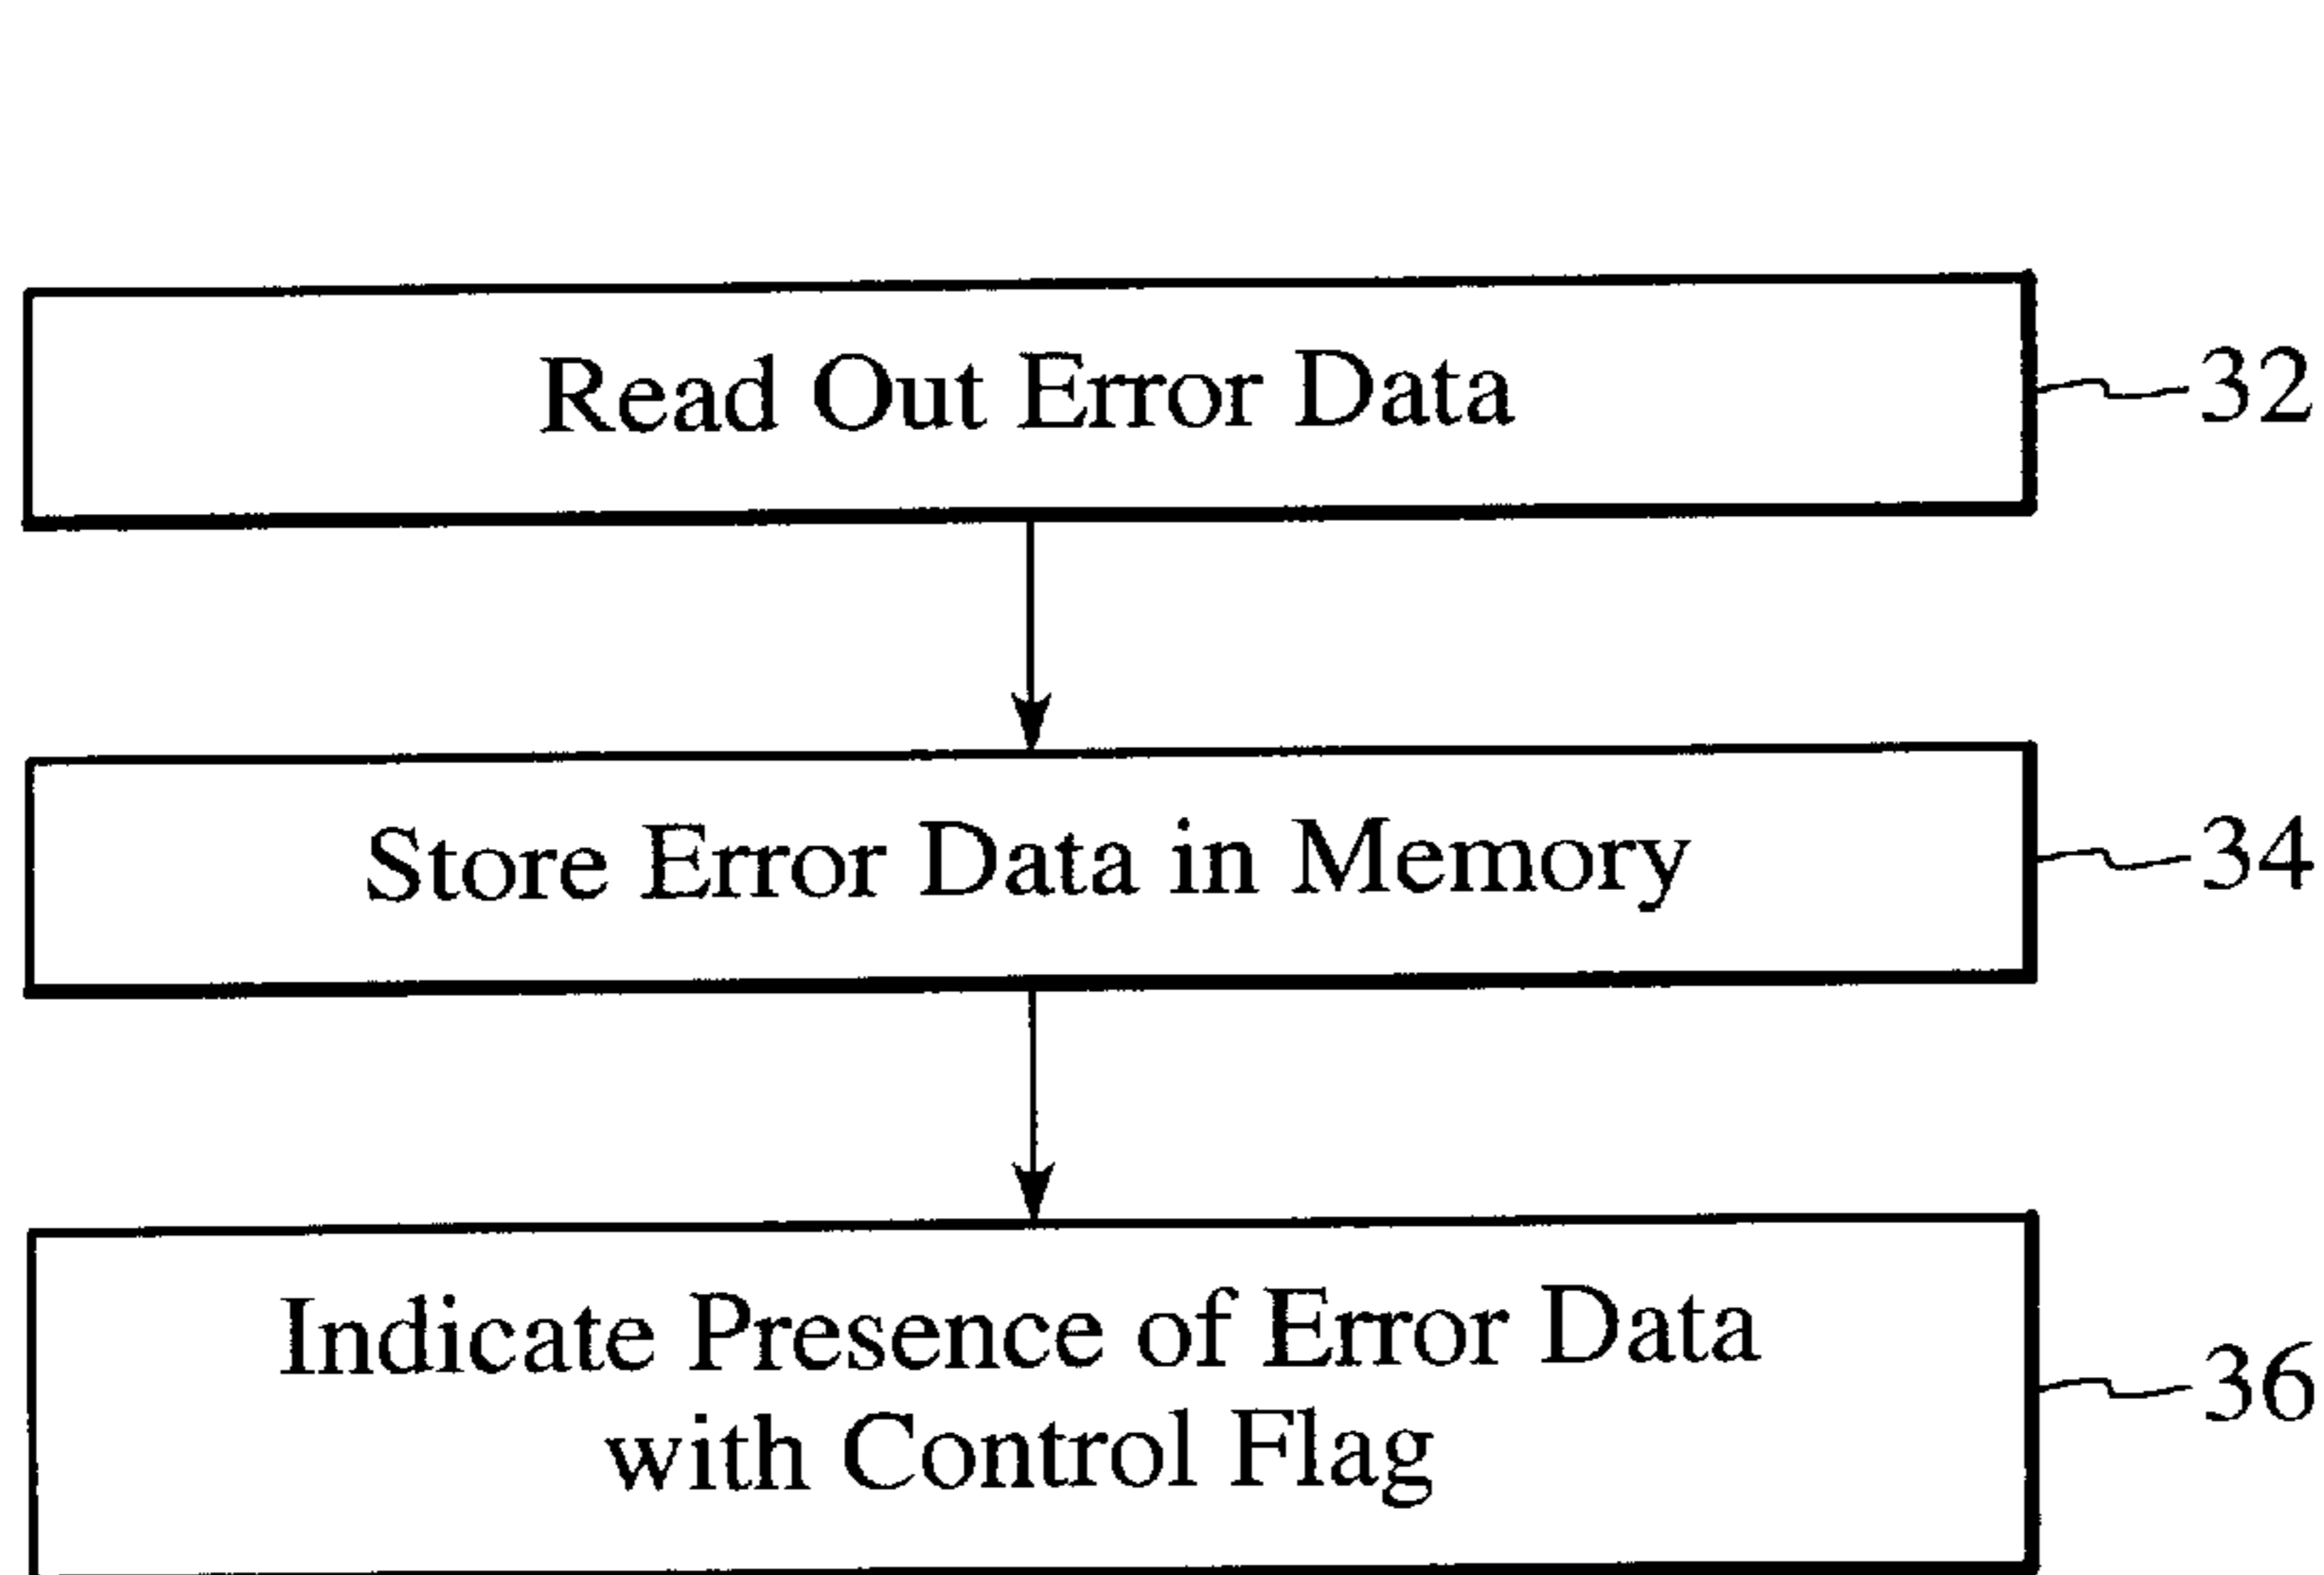 Read Out Error Data
32
Store Error Data in Memory
34
Indicate Presence of Error Data
with Control Flag
36